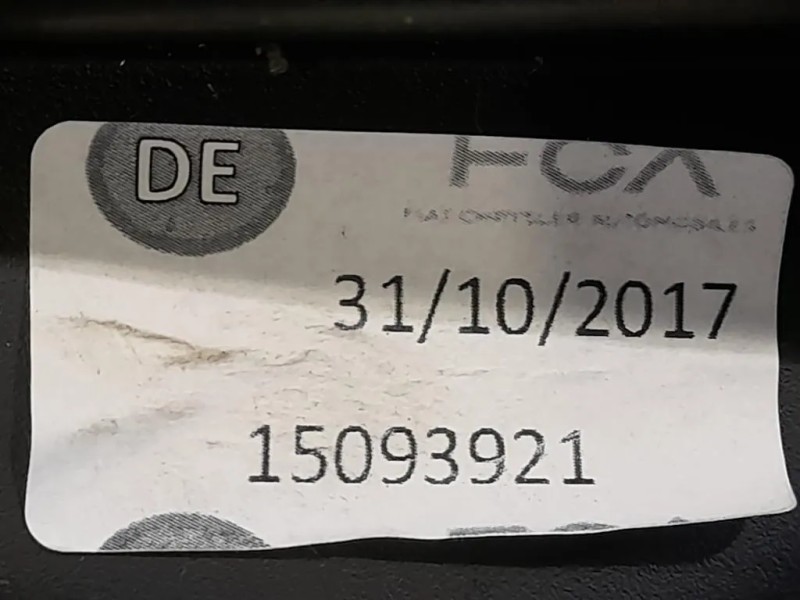 DE
FCA
FIAT CHRYSLER AUTOMOBILES
31/10/2017
15093921